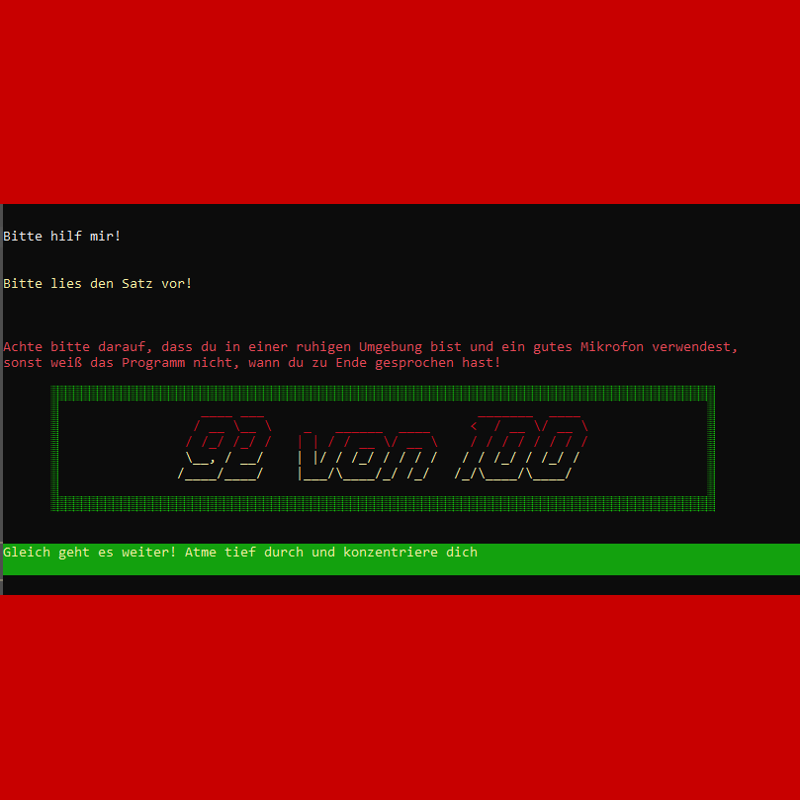 Bitte hilf mir!
Bitte lies den Satz vor!
Achte bitte darauf, dass du in einer ruhigen Umgebung bist und ein gutes Mikrofon verwendest,
sonst weiß das Programm nicht, wann du zu Ende gesprochen hast!
92 von 100
Gleich geht es weiter! Atme tief durch und konzentriere dich